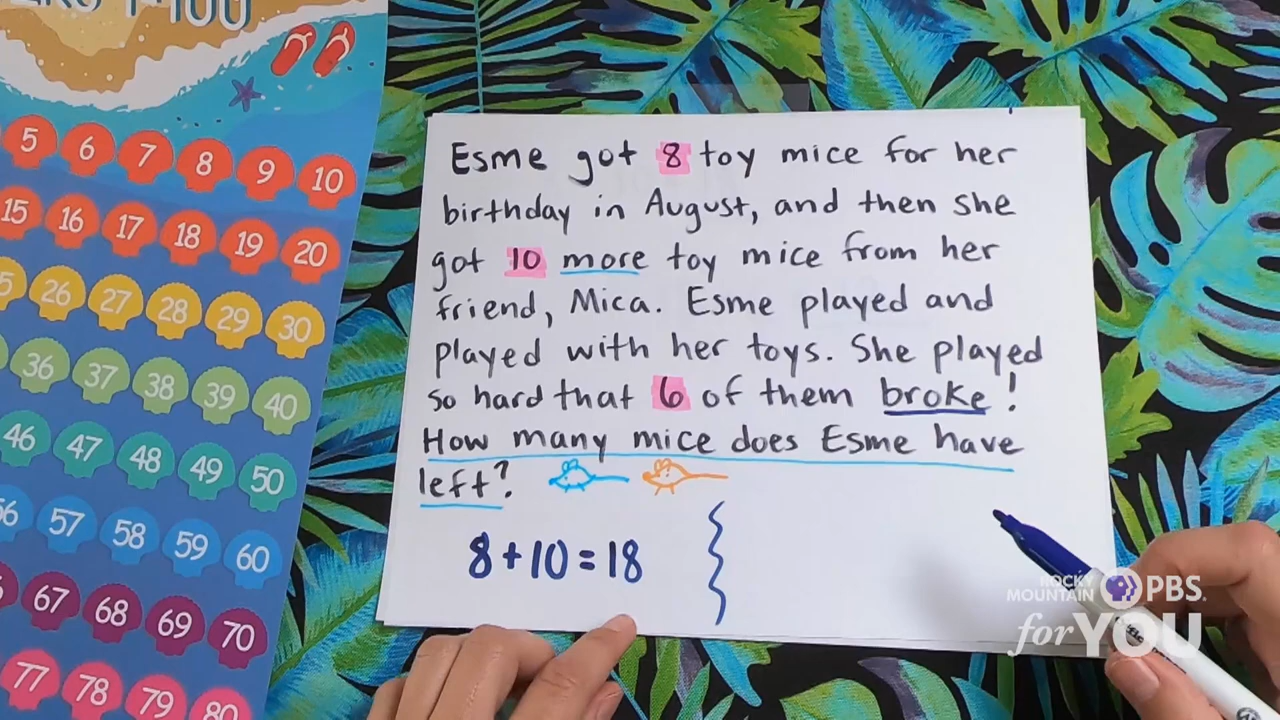 1-100
5 6 7 8 9 10
15 16 17 18 19 20
26 27 28 29 30
36 37 38 39 40
46 47 48 49 50
57 58 59 60
67 68 69 70
77 78 79 80
Esme got 8 toy mice for her
birthday in August, and then she
got 10 more toy mice from her
friend, Mica. Esme played and
played with her toys. She played
so hard that 6 of them broke!
How many mice does Esme have
left?
8+10=18
ROCKY
MOUNTAIN PBS.
for YOU